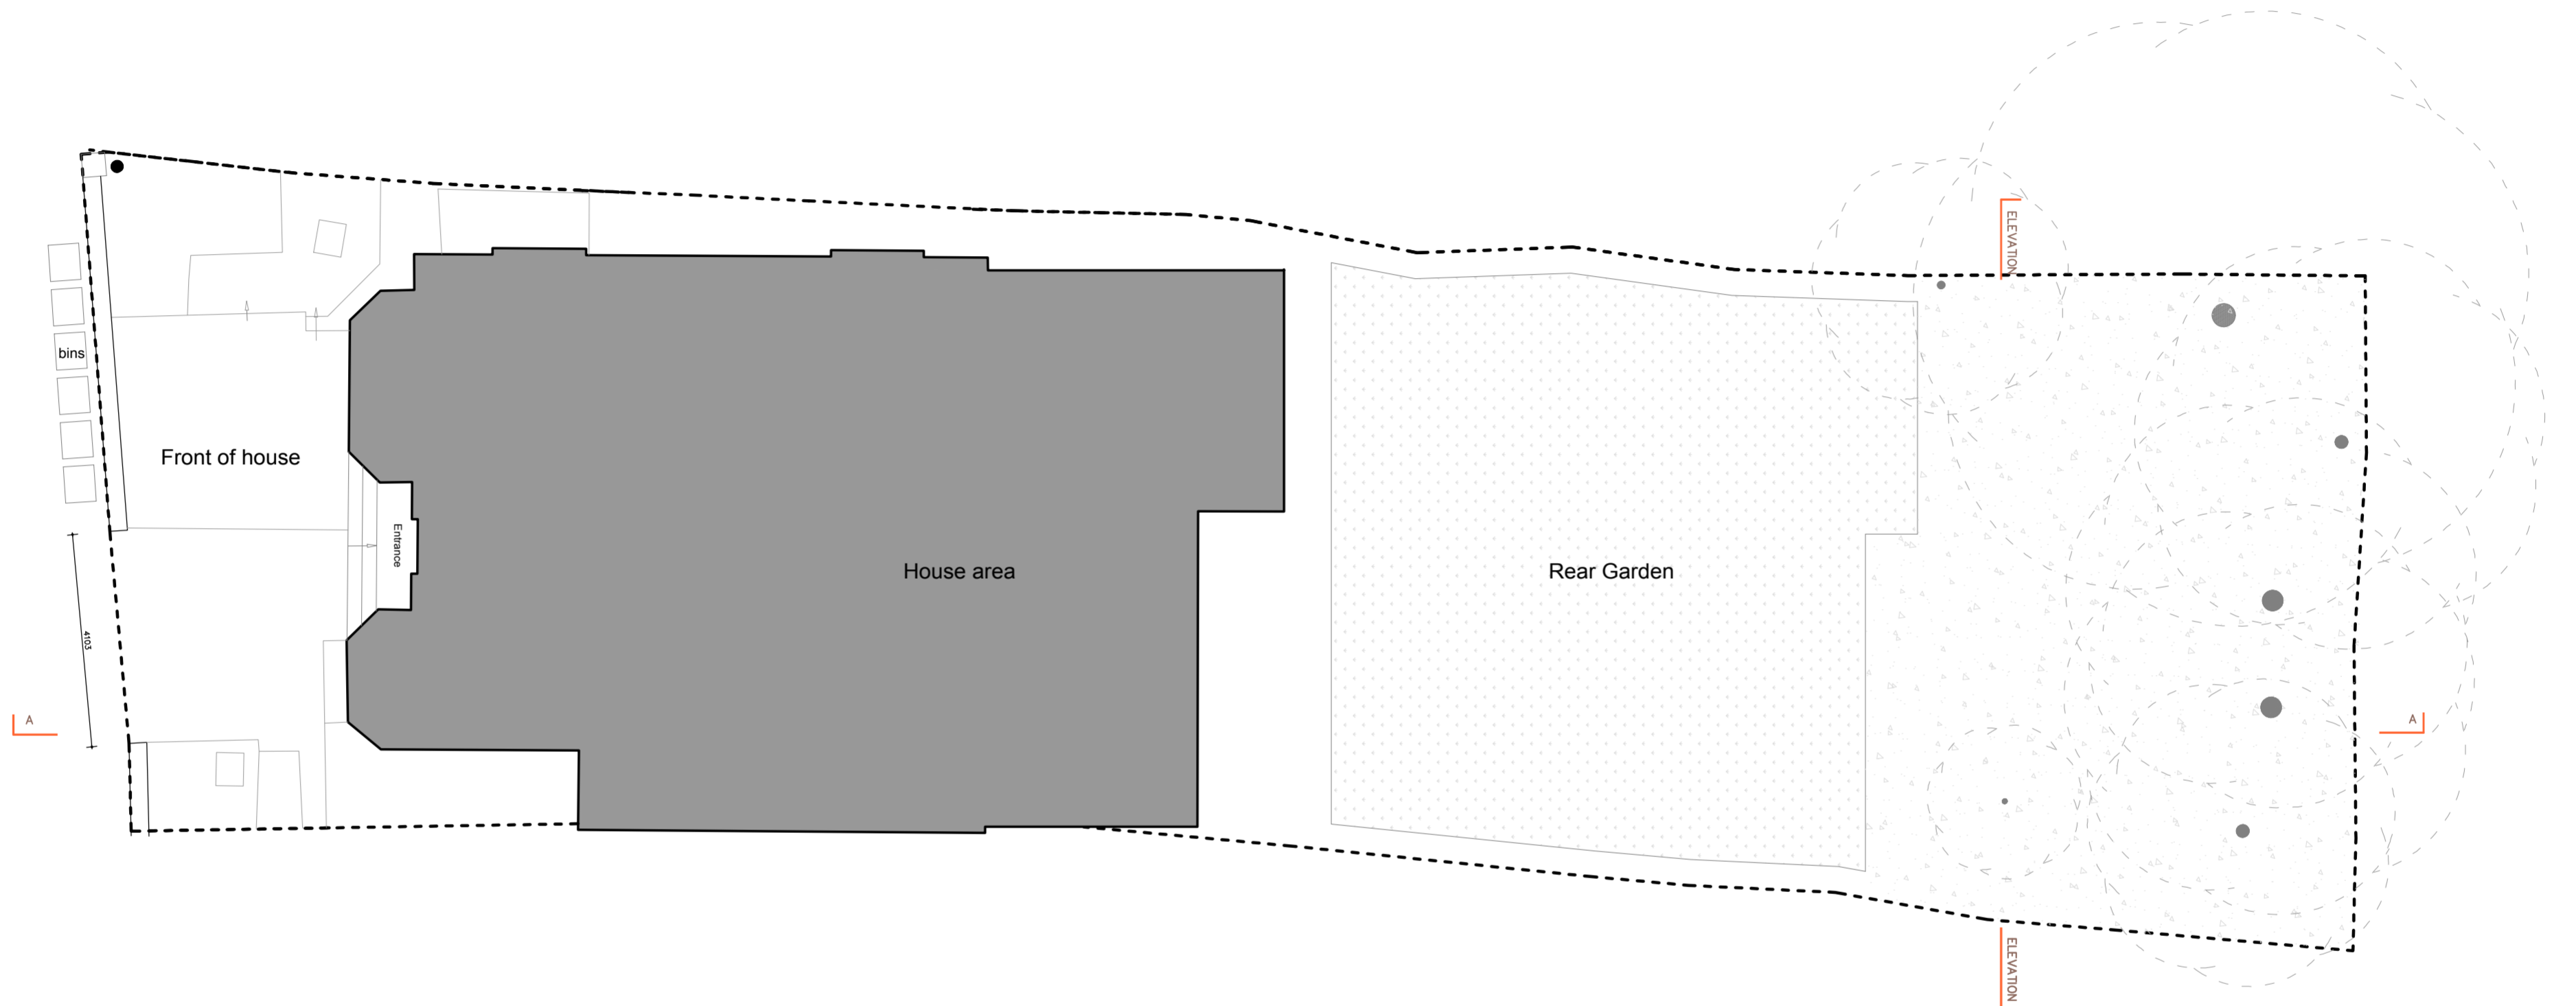 ELEVATION
bins
Front of house
Entrance
House area
Rear Garden
4103
A
A
ELEVATION